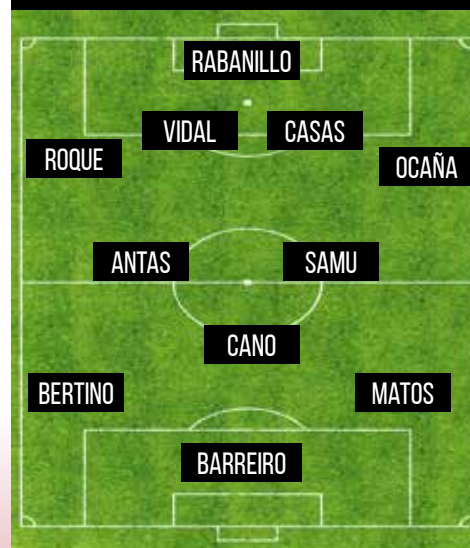 RABANILLO
VIDAL
CASAS
ROQUE
OCAÑA
ANTAS
SAMU
CANO
BERTINO
MATOS
BARREIRO